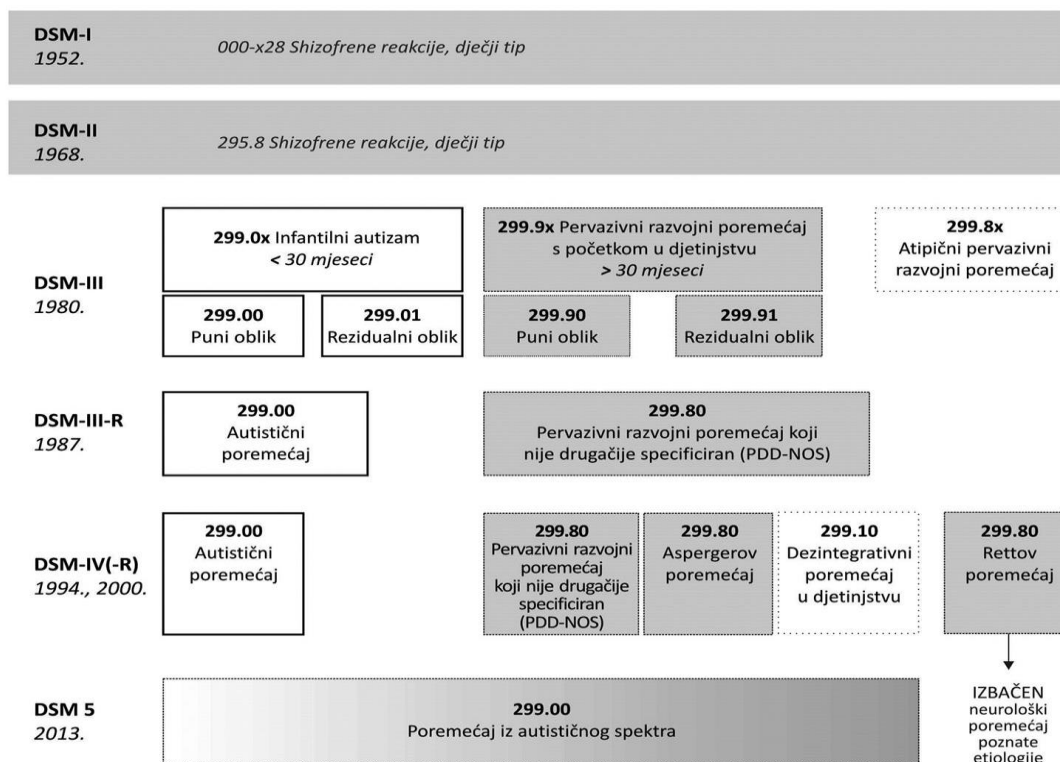 DSM-I
1952.
000-x28 Shizofrene reakcije, dječji tip
DSM-II
1968.
295.8 Shizofrene reakcije, dječji tip
DSM-III
1980.
299.0x Infantilni autizam
< 30 mjeseci
299.9x Pervazivni razvojni poremećaj
s početkom u djetinjstvu
> 30 mjeseci
299.8x
Atipični pervazivni
razvojni poremećaj
299.00
Puni oblik
299.01
Rezidualni oblik
299.90
Puni oblik
299.91
Rezidualni oblik
DSM-III-R
1987.
299.00
Autistični
poremećaj
299.80
Pervazivni razvojni poremećaj koji
nije drugačije specificiran (PDD-NOS)
DSM-IV(-R)
1994., 2000.
299.00
Autistični
poremećaj
299.80
Pervazivni razvojni
poremećaj
koji nije drugačije
specificiran
(PDD-NOS)
299.80
Aspergerov
poremećaj
299.10
Dezintegrativni
poremećaj
u djetinjstvu
299.80
Rettov
poremećaj
DSM 5
2013.
299.00
Poremećaj iz autističnog spektra
IZBAČEN
neurološki
poremećaj
poznate
etiologije